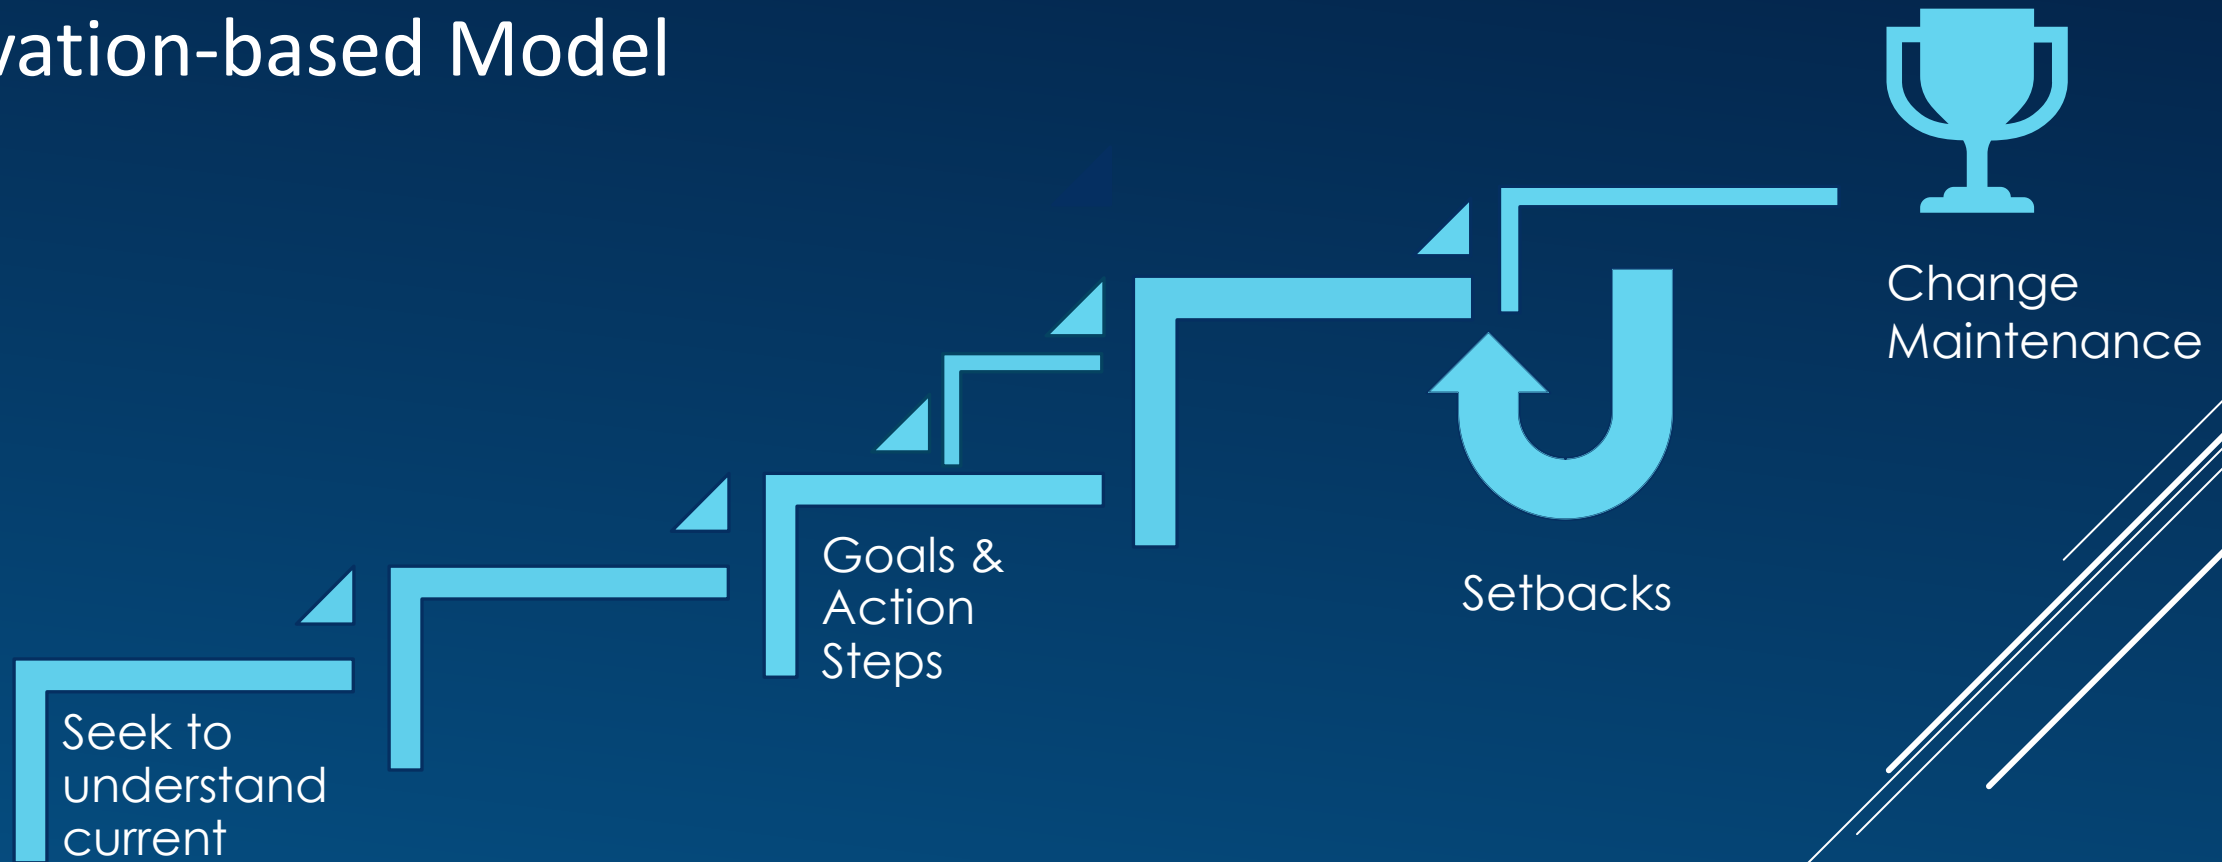 vation-based Model
Change
Maintenance
Goals &
Action
Steps
Setbacks
Seek to
understand
current